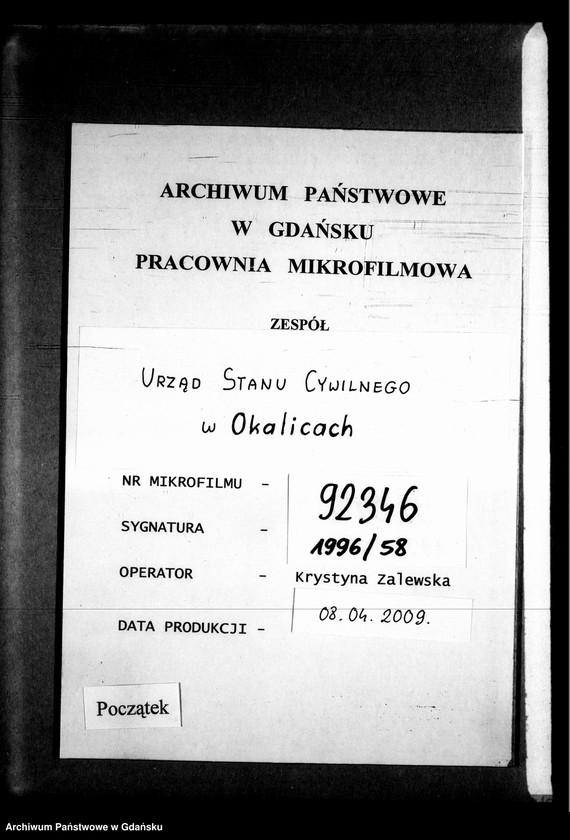 ARCHIWUM PAŃSTWOWE
W GDAŃSKU
PRACOWNIA MIKROFILMOWA
ZESPÓŁ
URZĄD STANU CYWILNEGO
w Okalicach
NR MIKROFILMU - 92346
SYGNATURA - 1996/58
OPERATOR - Krystyna Zalewska
DATA PRODUKCJI - 08.04.2009.
Początek
Archiwum Państwowe w Gdańsku